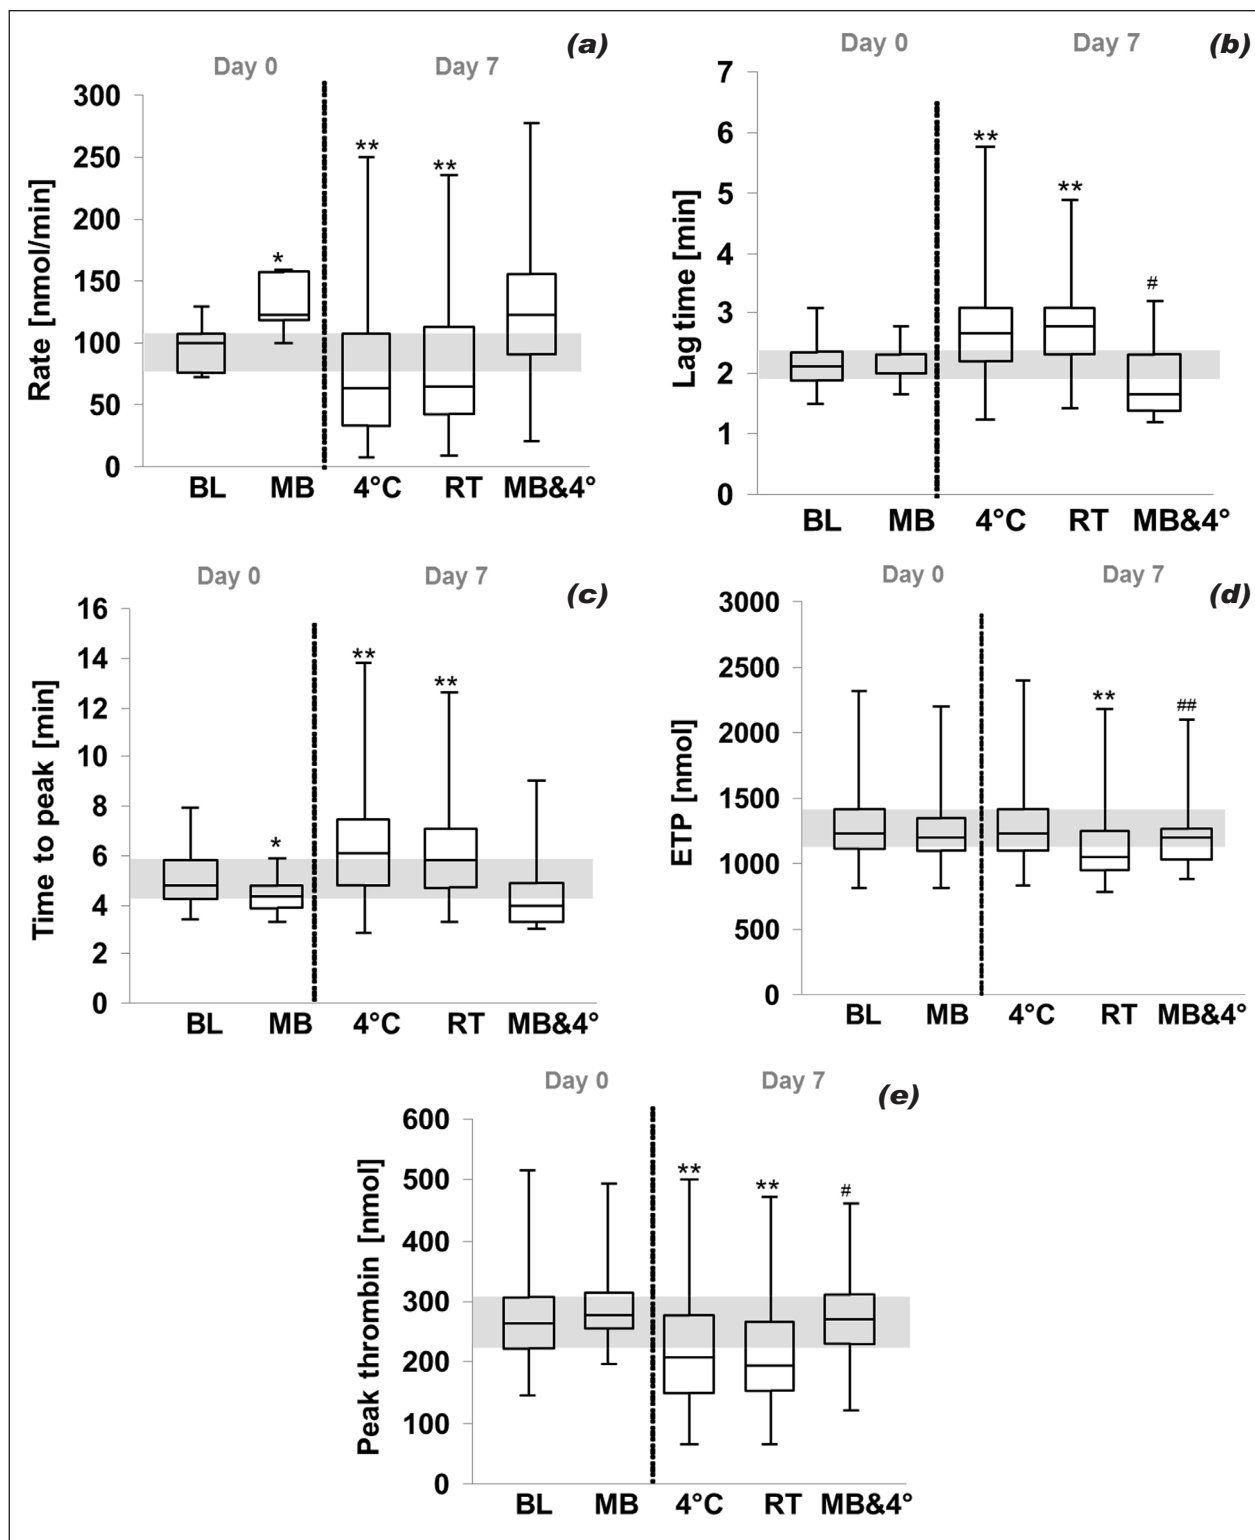 (a)
Day 0 Day 7
300
250
200
150
100
50
0
Rate [nmol/min]
* ** **
BL MB 4°C RT MB&4°
(b)
Day 0 Day 7
7
6
5
4
3
2
1
0
Lag time [min]
** ** #
BL MB 4°C RT MB&4°
(c)
Day 0 Day 7
16
14
12
10
8
6
4
2
0
Time to peak [min]
* ** **
BL MB 4°C RT MB&4°
(d)
Day 0 Day 7
3000
2500
2000
1500
1000
500
0
ETP [nmol]
** ##
BL MB 4°C RT MB&4°
(e)
Day 0 Day 7
600
500
400
300
200
100
0
Peak thrombin [nmol]
** ** #
BL MB 4°C RT MB&4°